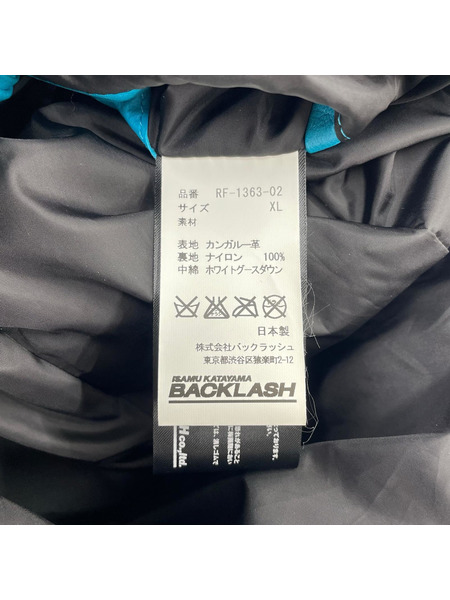 品番 RF-1363-02
サイズ XL
素材
表地 カンガルー革
裏地 ナイロン 100%
中綿 ホワイトグースダウン
日本製
株式会社バックラッシュ
東京都渋谷区猿楽町2-12
ISAMU KATAYAMA
BACKLASH
H co.,ltd.